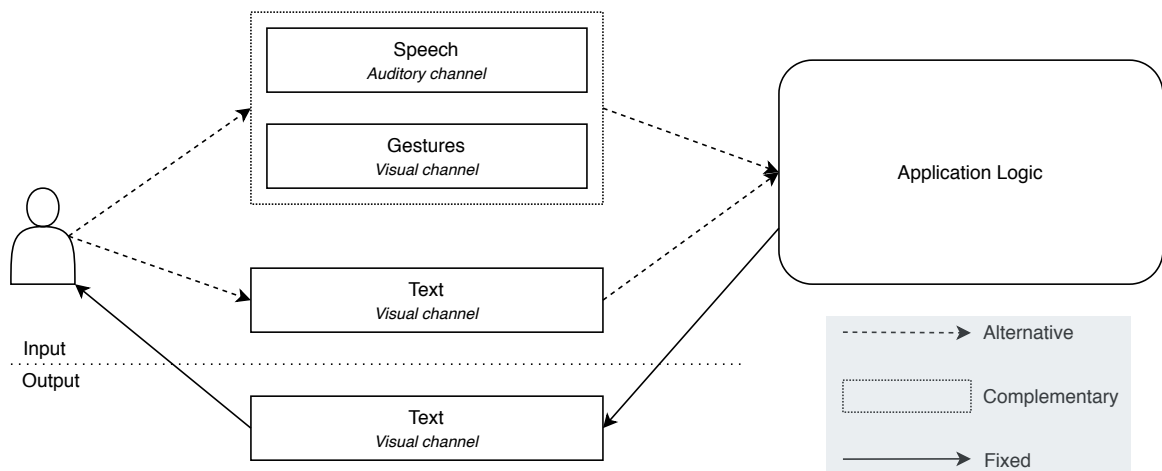 Speech
Auditory channel
Gestures
Visual channel
Application Logic
Text
Visual channel
Input
Output
Text
Visual channel
Alternative
Complementary
Fixed